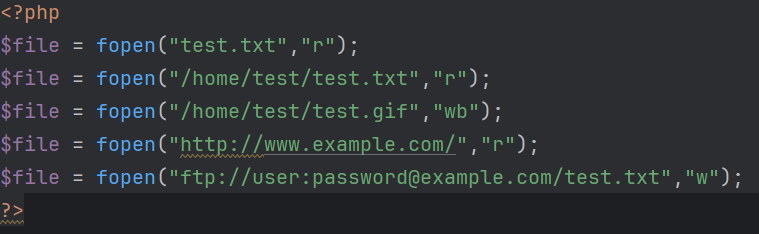 <?php
$file = fopen("test.txt","r");
$file = fopen("/home/test/test.txt","r");
$file = fopen("/home/test/test.gif","wb");
$file = fopen("http://www.example.com/","r");
$file = fopen("ftp://user:password@example.com/test.txt","w");
?>